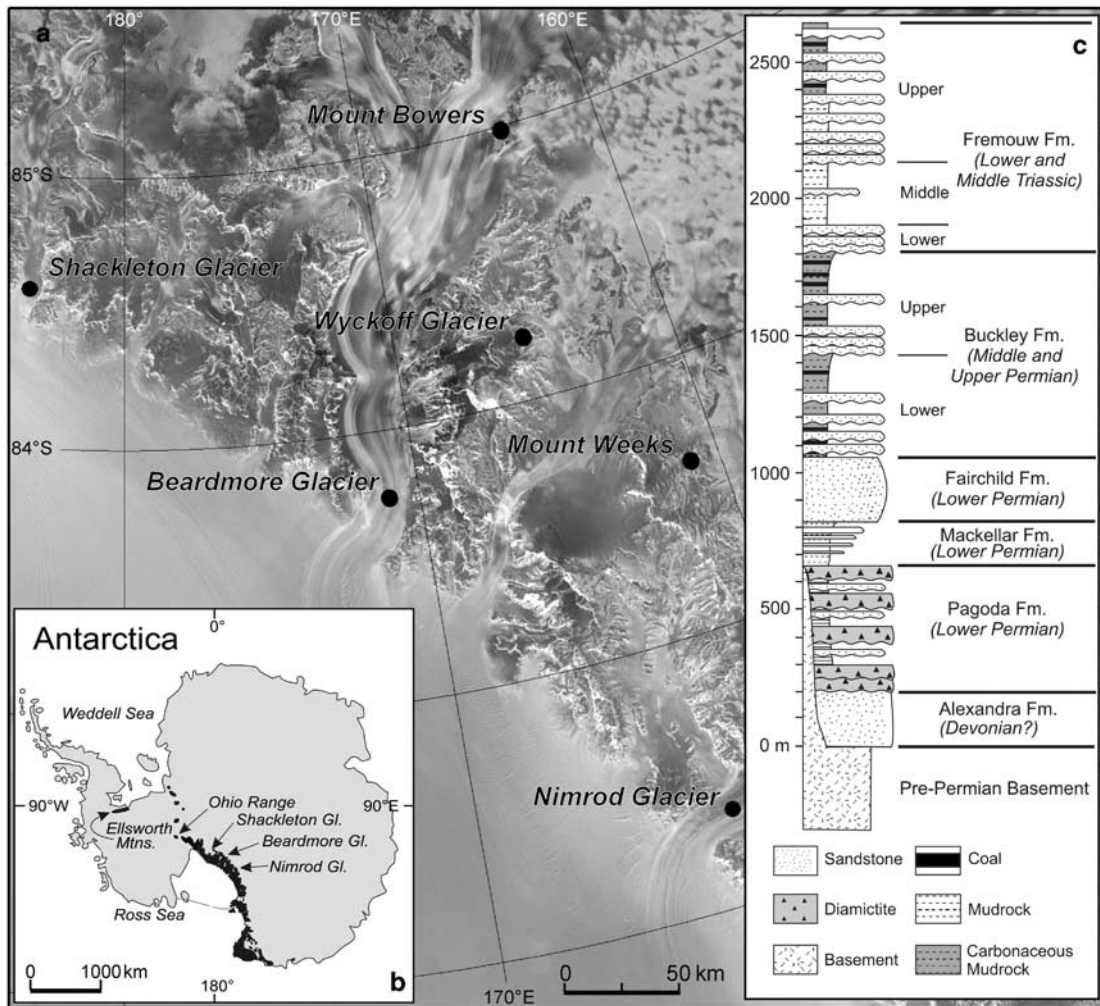 a
180°
170°E
160°E
Mount Bowers
85°S
Shackleton Glacier
Wyckoff Glacier
84°S
Mount Weeks
Beardmore Glacier
Nimrod Glacier
170°E
0 50 km
Antarctica
0°
Weddell Sea
90°W
90°E
Ohio Range
Shackleton Gl.
Ellsworth
Mtns.
Beardmore Gl.
Nimrod Gl.
Ross Sea
0 1000 km
180°
b
c
2500
2000
1500
1000
500
0 m
Upper
Fremouw Fm.
(Lower and
Middle Triassic)
Middle
Lower
Upper
Buckley Fm.
(Middle and
Upper Permian)
Lower
Fairchild Fm.
(Lower Permian)
Mackellar Fm.
(Lower Permian)
Pagoda Fm.
(Lower Permian)
Alexandra Fm.
(Devonian?)
Pre-Permian Basement
Sandstone
Coal
Diamictite
Mudrock
Basement
Carbonaceous
Mudrock